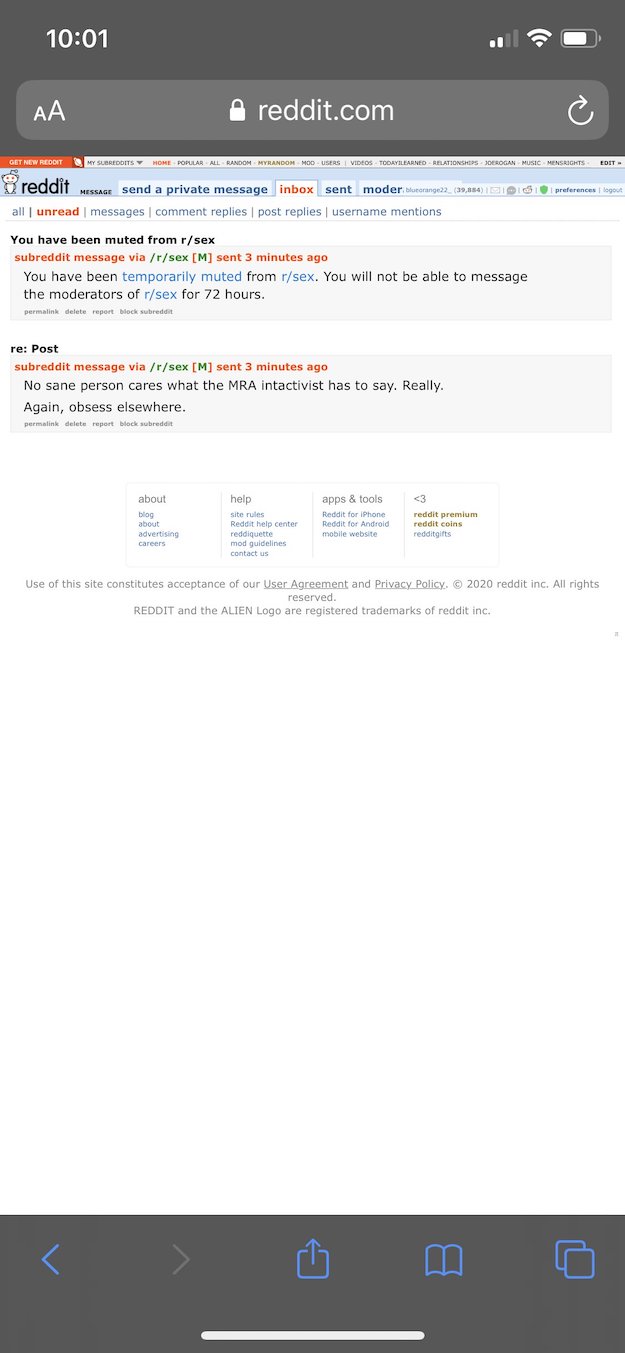 10:01
AA reddit.com
GET NEW REDDIT MY SUBREDDITS HOME - POPULAR - ALL - RANDOM - MYRANDOM - MOD - USERS | VIDEOS - TODAYILEARNED - RELATIONSHIPS - JOEROGAN - MUSIC - MENSRIGHTS - EDIT »
reddit MESSAGE send a private message inbox sent moder blueorange22_ (39,884) | | | | | preferences | logout
all | unread | messages | comment replies | post replies | username mentions
You have been muted from r/sex
subreddit message via /r/sex [M] sent 3 minutes ago
You have been temporarily muted from r/sex. You will not be able to message
the moderators of r/sex for 72 hours.
permalink delete report block subreddit
re: Post
subreddit message via /r/sex [M] sent 3 minutes ago
No sane person cares what the MRA intactivist has to say. Really.
Again, obsess elsewhere.
permalink delete report block subreddit
about help apps & tools <3
blog site rules Reddit for iPhone reddit premium
about Reddit help center Reddit for Android reddit coins
advertising reddiquette mobile website redditgifts
careers mod guidelines
contact us
Use of this site constitutes acceptance of our User Agreement and Privacy Policy. © 2020 reddit inc. All rights
reserved.
REDDIT and the ALIEN Logo are registered trademarks of reddit inc.
π